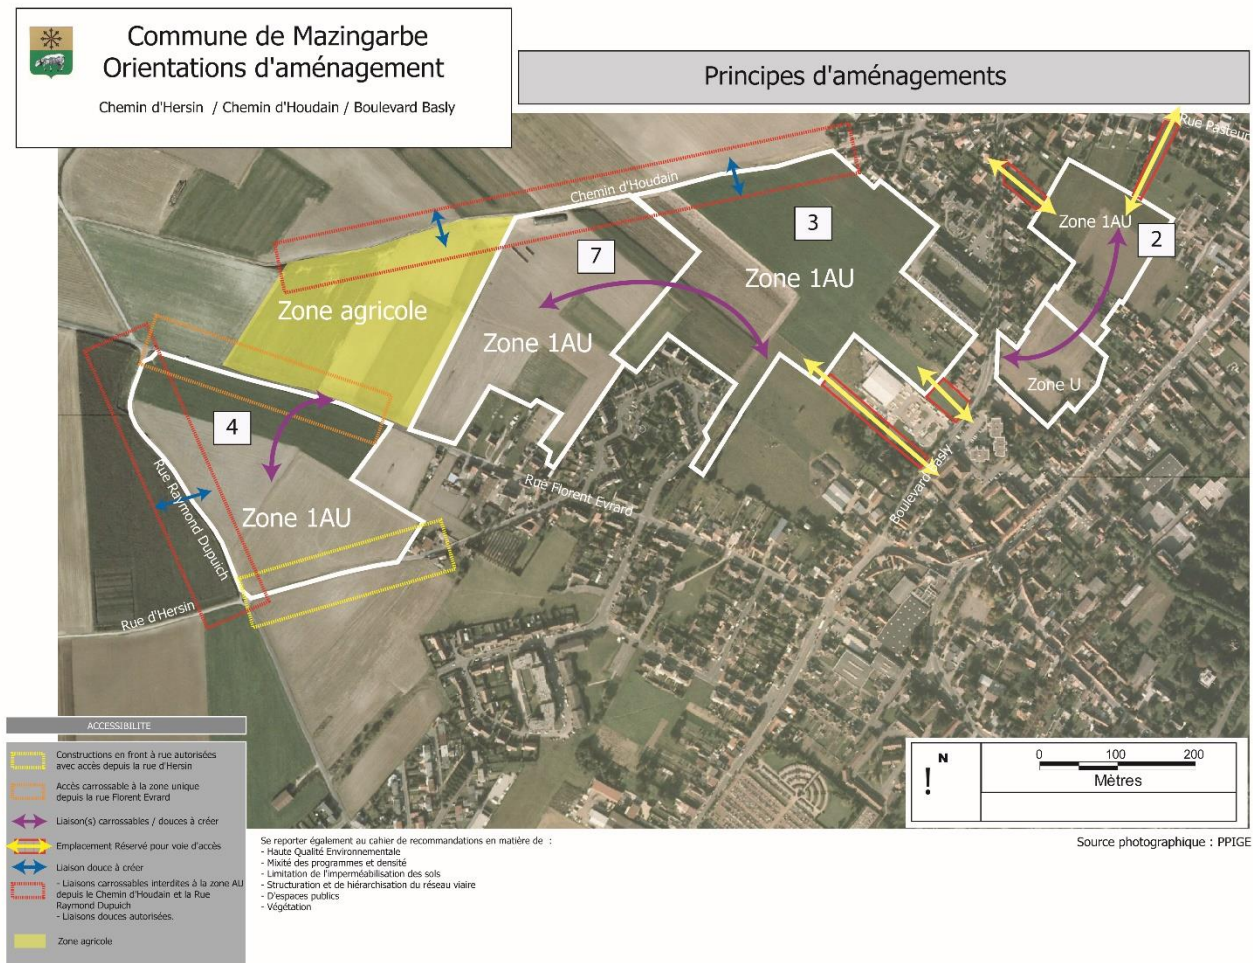 Commune de Mazingarbe
Orientations d'aménagement
Chemin d'Hersin / Chemin d'Houdain / Boulevard Basly
Principes d'aménagements
Rue Pasteur
Chemin d'Houdain
3
Zone 1AU
2
7
Zone 1AU
Zone agricole
Zone 1AU
Zone U
4
Rue Raymond Dupuich
Zone 1AU
Rue Florent Evrard
Boulevard Basly
Rue d'Hersin
ACCESSIBILITE
Constructions en front à rue autorisées
avec accès depuis la rue d'Hersin
Accès carrossable à la zone unique
depuis la rue Florent Evrard
Liaison(s) carrossables / douces à créer
Emplacement Réservé pour voie d'accès
Liaison douce à créer
- Liaisons carrossables interdites à la zone AU
depuis le Chemin d'Houdain et la Rue
Raymond Dupuich
- Liaisons douces autorisées.
Zone agricole
Se reporter également au cahier de recommandations en matière de :
- Haute Qualité Environnementale
- Mixité des programmes et densité
- Limitation de l'imperméabilisation des sols
- Structuration et de hiérarchisation du réseau viaire
- D'espaces publics
- Végétation
N
!
0 100 200
Mètres
Source photographique : PPIGE